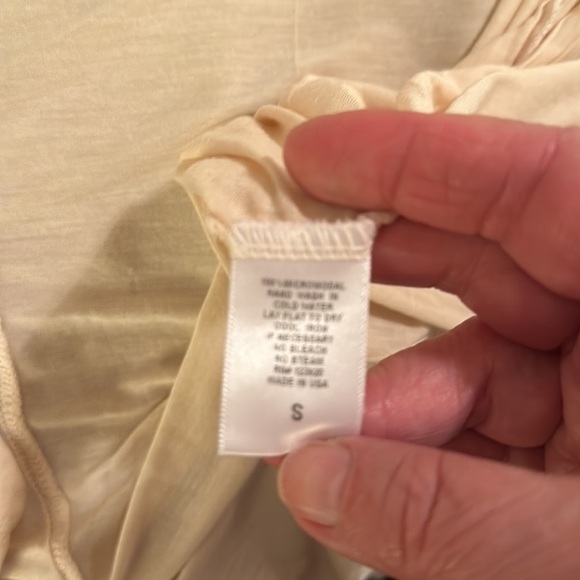 100% MICROMODAL
HAND WASH IN
COLD WATER
LAY FLAT TO DRY
COOL IRON
IF NECESSARY
NO BLEACH
NO STEAM
RN#
MADE IN USA
S